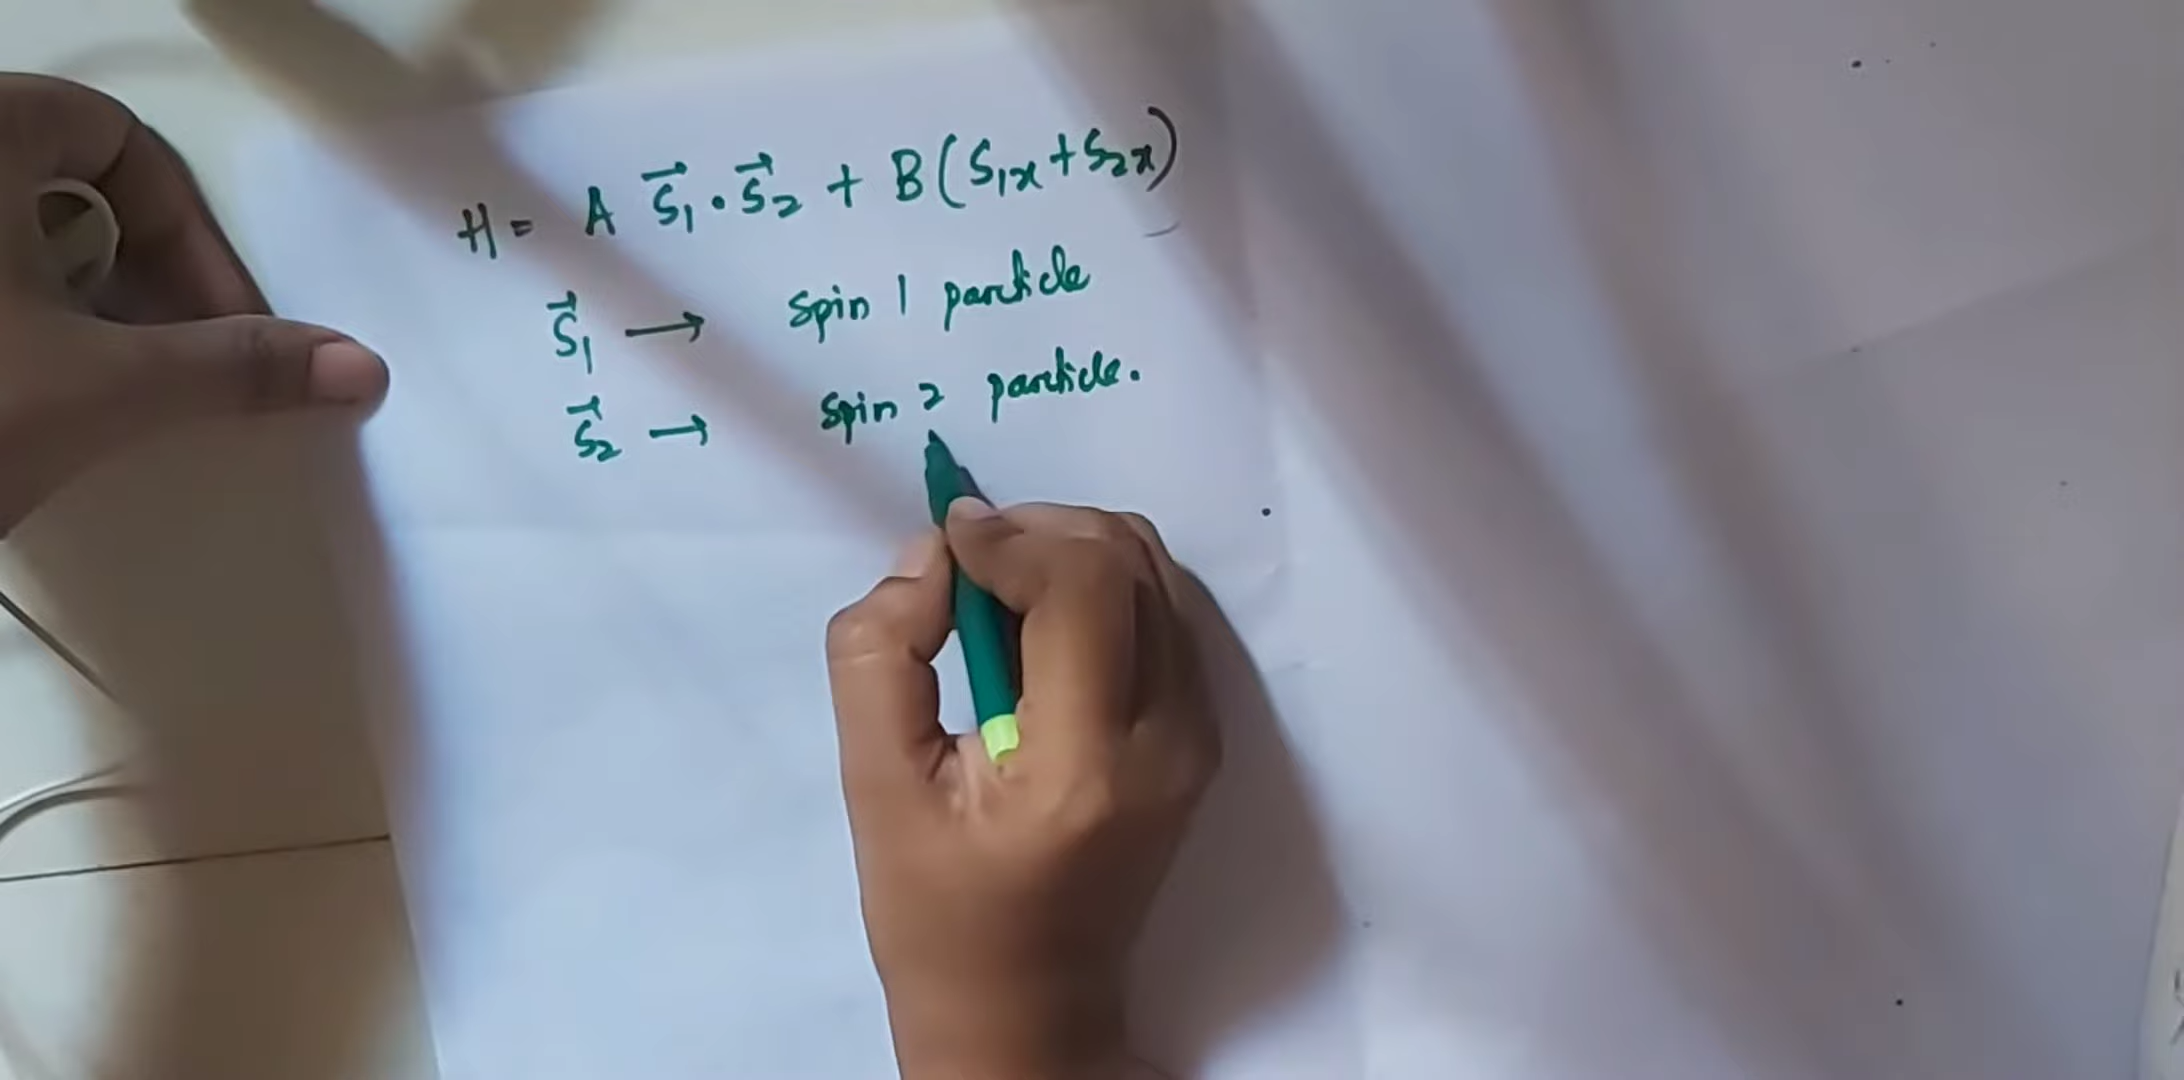 H = A S⃗₁ · S⃗₂ + B(S₁ₓ + S₂ₓ)
S⃗₁ → spin 1 particle
S⃗₂ → spin 2 particle.